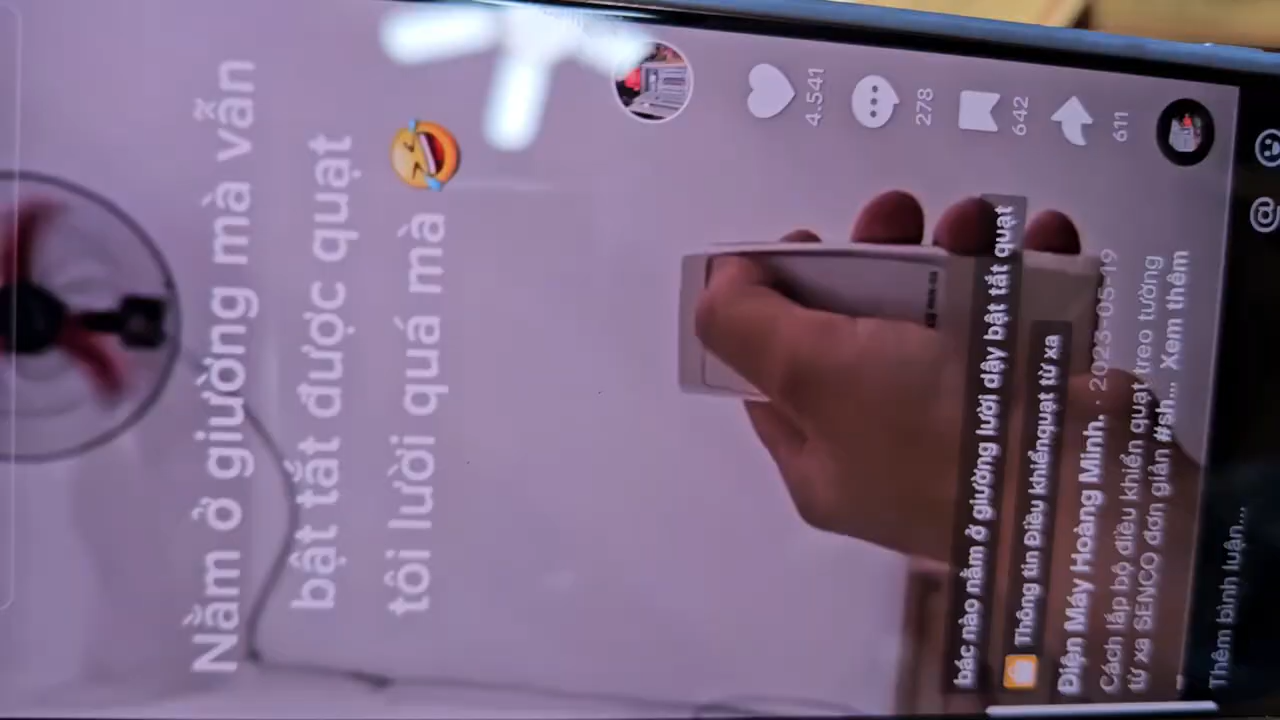 Nằm ở giường mà vẫn
bật tắt được quạt
tôi lười quá mà 🤣
4.541
278
642
611
bác nào nằm ở giường lười dậy bật tắt quạt
Thông tin Điều khiểnquạt từ xa
Điện Máy Hoàng Minh. · 2023-05-19
Cách lắp bộ điều khiển quạt treo tường
từ xa SENCO đơn giản #sh... Xem thêm
Thêm bình luận...
@